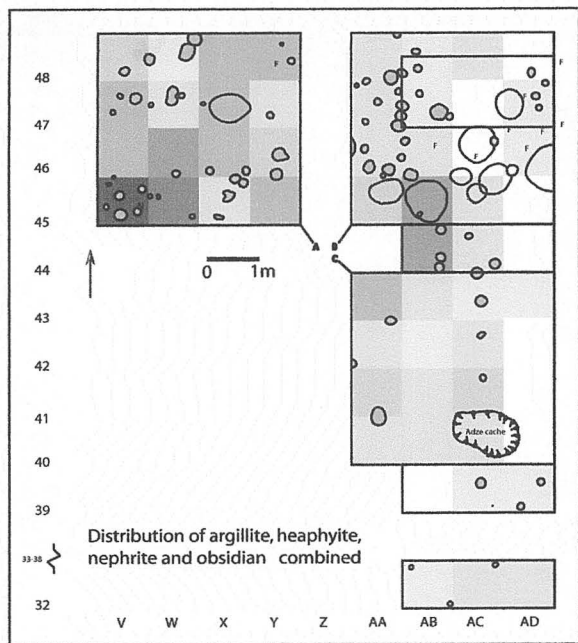 48
F
F
F
47
F
F
F
F
46
45
A
B
C
44
0 1m
43
42
41
Adze cache
40
39
Distribution of argillite, heaphyite,
nephrite and obsidian combined
33-38
32
V W X Y Z AA AB AC AD